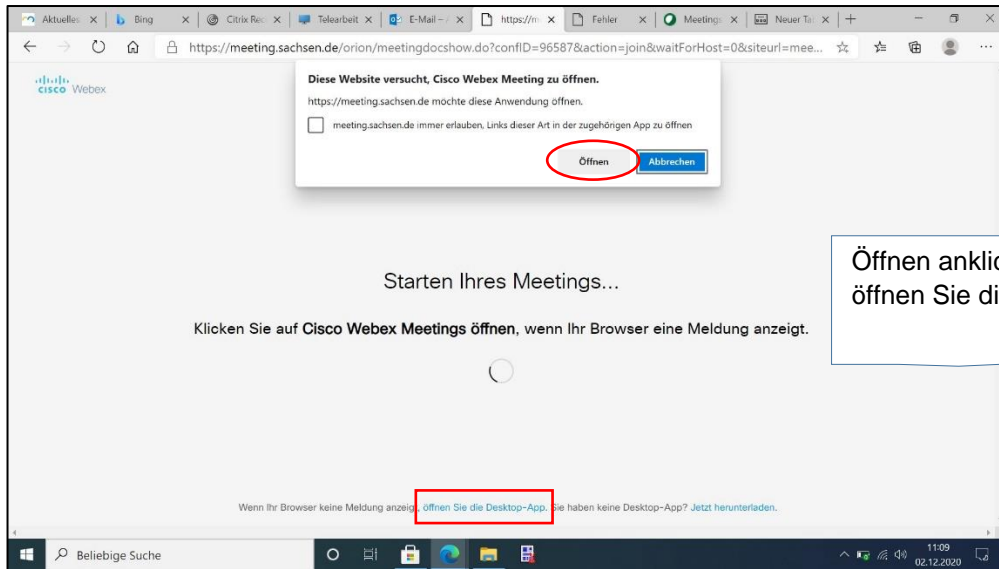 Aktuelles
Bing
Citrix Rec
Telearbeit
E-Mail –
https://m
Fehler
Meetings
Neuer Ta
https://meeting.sachsen.de/orion/meetingdocshow.do?confID=96587&action=join&waitForHost=0&siteurl=mee...
cisco Webex
Diese Website versucht, Cisco Webex Meeting zu öffnen.
https://meeting.sachsen.de möchte diese Anwendung öffnen.
meeting.sachsen.de immer erlauben, Links dieser Art in der zugehörigen App zu öffnen
Öffnen
Abbrechen
Öffnen anklic
öffnen Sie di
Starten Ihres Meetings...
Klicken Sie auf Cisco Webex Meetings öffnen, wenn Ihr Browser eine Meldung anzeigt.
Wenn Ihr Browser keine Meldung anzeigt, öffnen Sie die Desktop-App. Sie haben keine Desktop-App? Jetzt herunterladen.
Beliebige Suche
11:09
02.12.2020